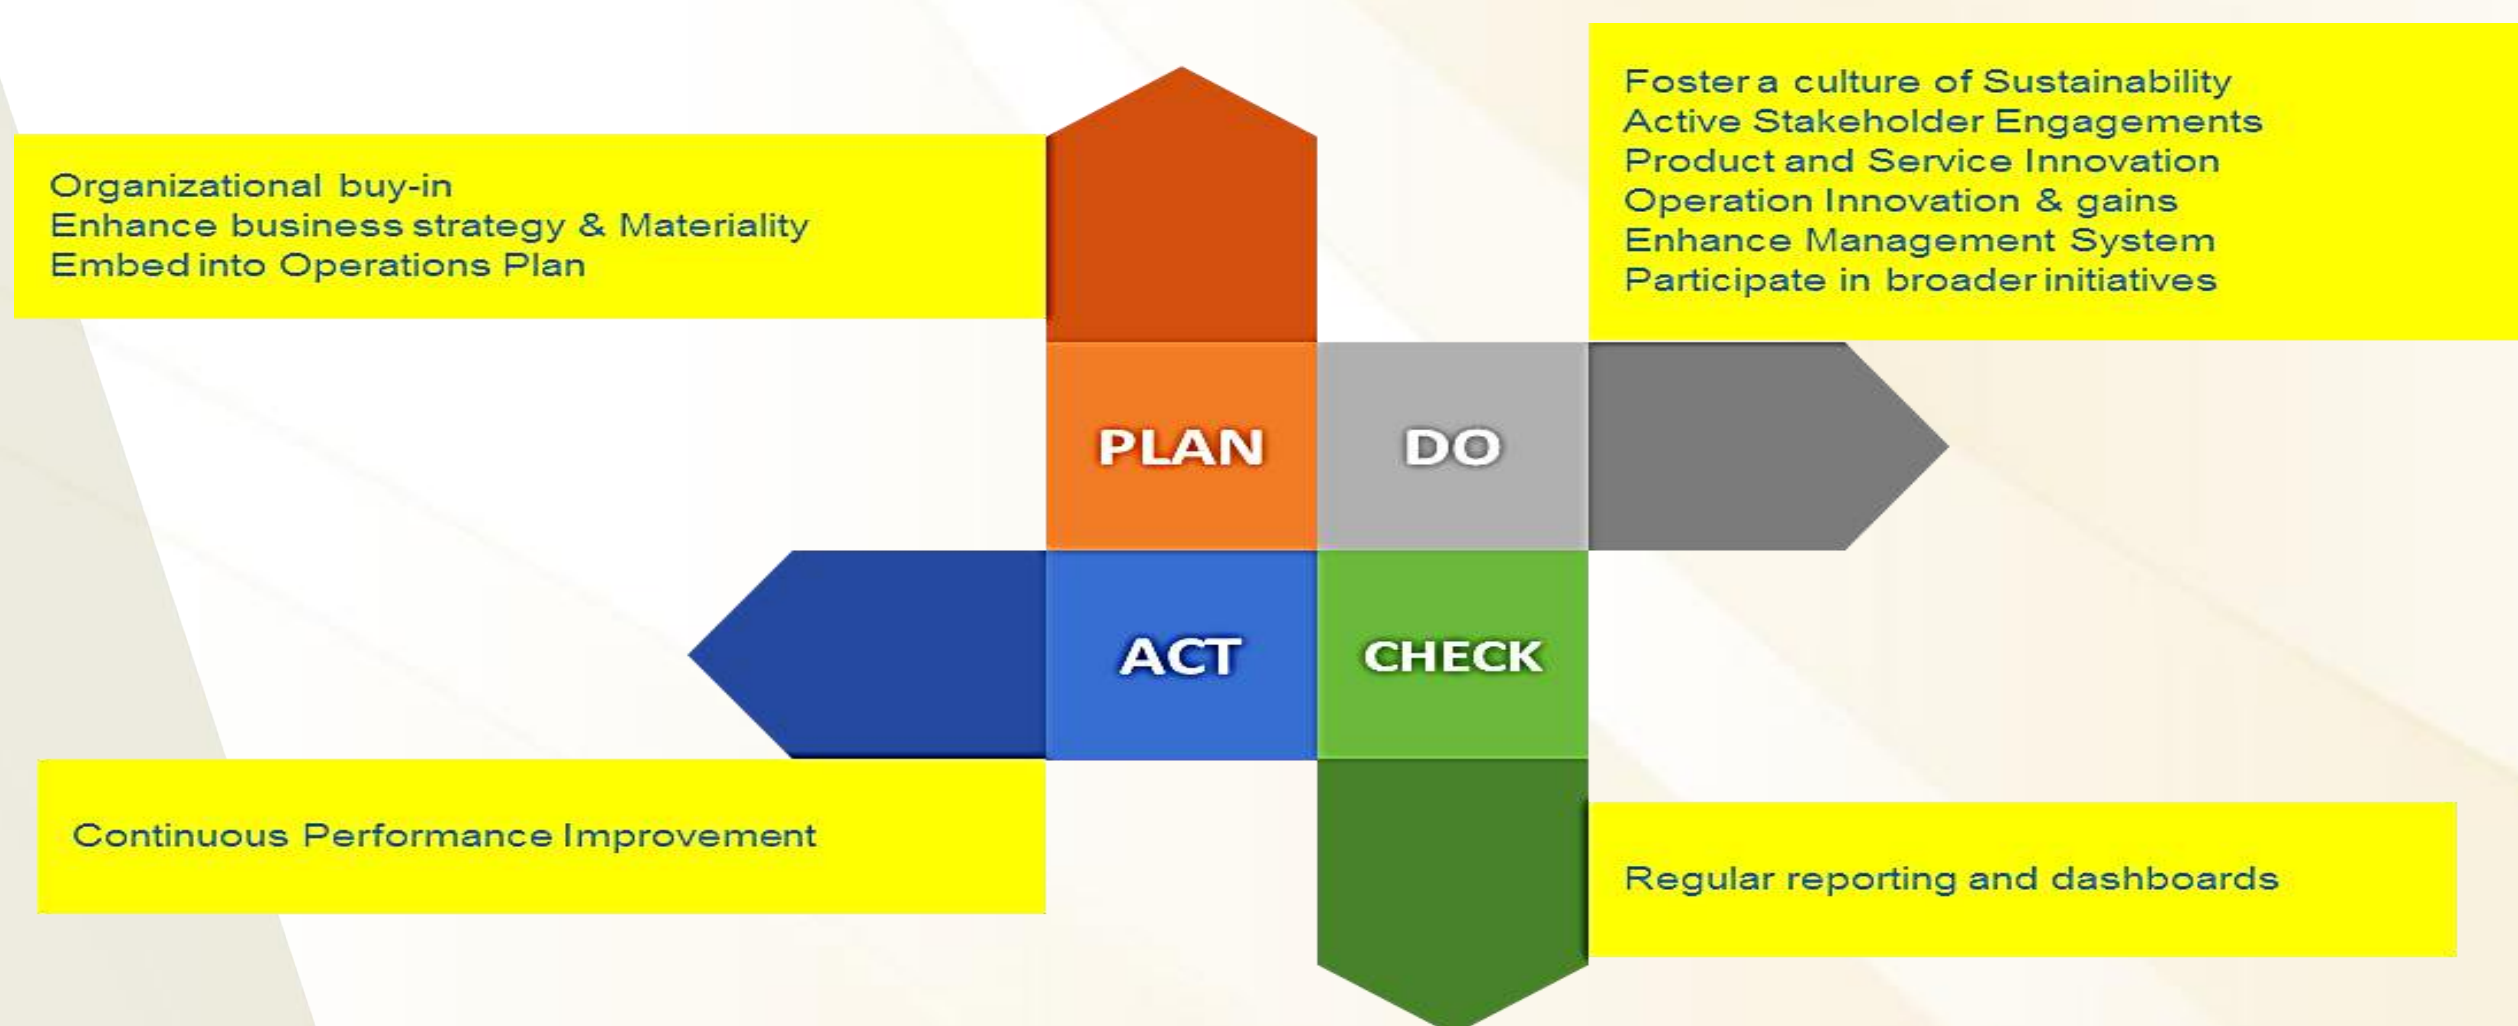 Organizational buy-in
Enhance business strategy & Materiality
Embed into Operations Plan
Foster a culture of Sustainability
Active Stakeholder Engagements
Product and Service Innovation
Operation Innovation & gains
Enhance Management System
Participate in broader initiatives
PLAN
DO
ACT
CHECK
Continuous Performance Improvement
Regular reporting and dashboards